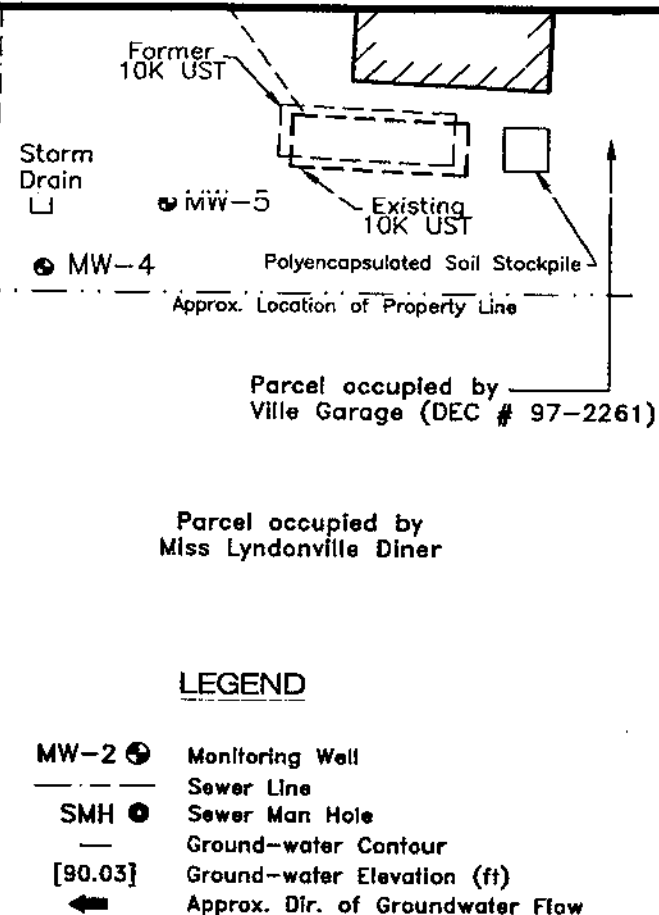 Former
10K UST
Storm
Drain
MW-5
Existing
10K UST
MW-4
Polyencapsulated Soil Stockpile
Approx. Location of Property Line
Parcel occupied by
Ville Garage (DEC # 97-2261)
Parcel occupied by
Miss Lyndonville Diner
LEGEND
MW-2 Monitoring Well
Sewer Line
SMH Sewer Man Hole
Ground-water Contour
[90.03] Ground-water Elevation (ft)
Approx. Dir. of Groundwater Flow